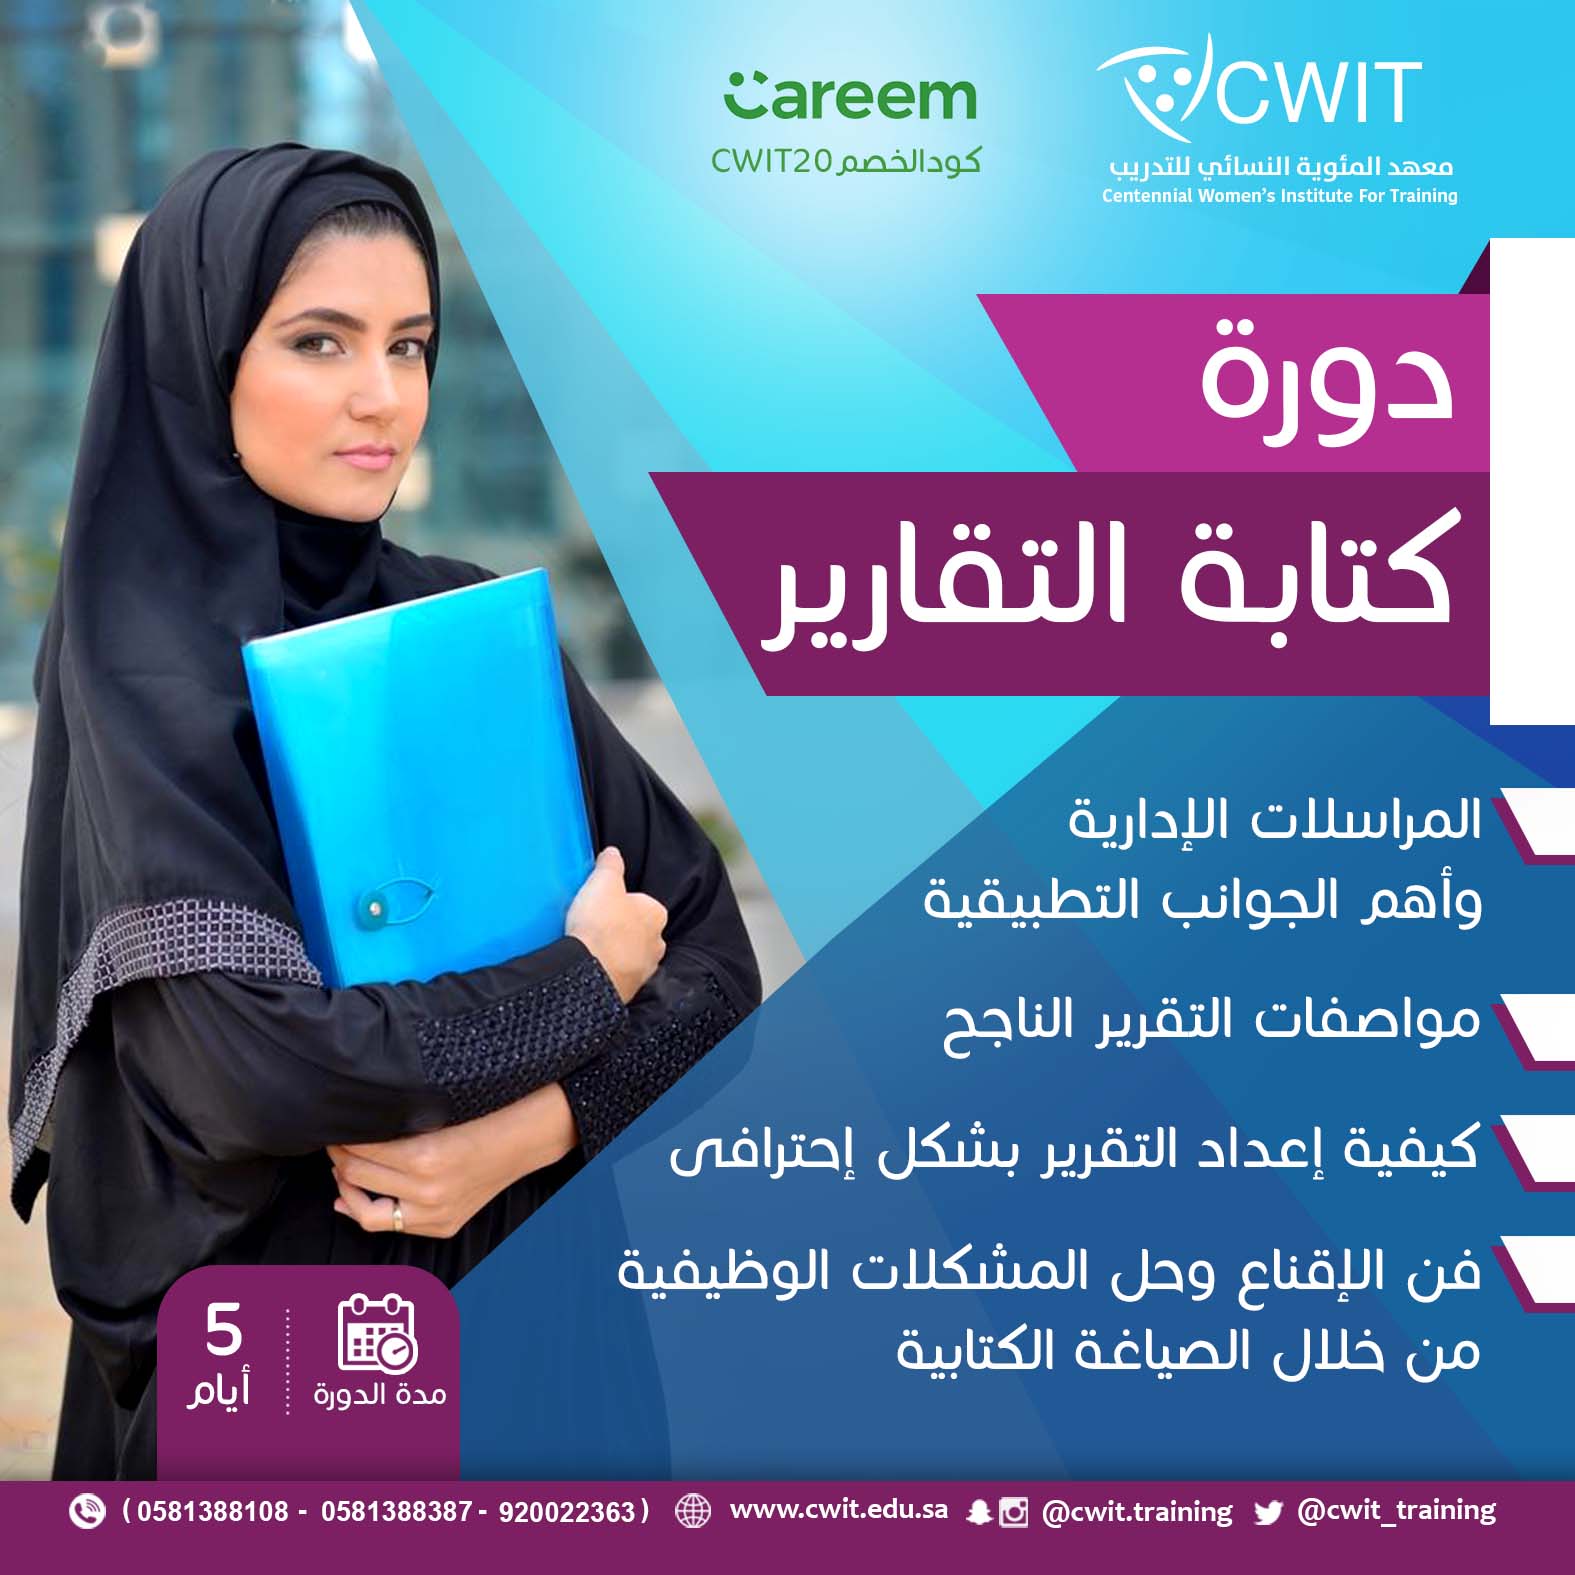 Careem
كودالخصم CWIT20
CWIT
معهد المئوية النسائي للتدريب
Centennial Women's Institute For Training
دورة
كتابة التقارير
المراسلات الإدارية
وأهم الجوانب التطبيقية
مواصفات التقرير الناجح
كيفية إعداد التقرير بشكل إحترافى
فن الإقناع وحل المشكلات الوظيفية
من خلال الصياغة الكتابية
مدة الدورة
5
أيام
( 0581388108 - 0581388387 - 920022363 ) www.cwit.edu.sa @cwit.training @cwit_training